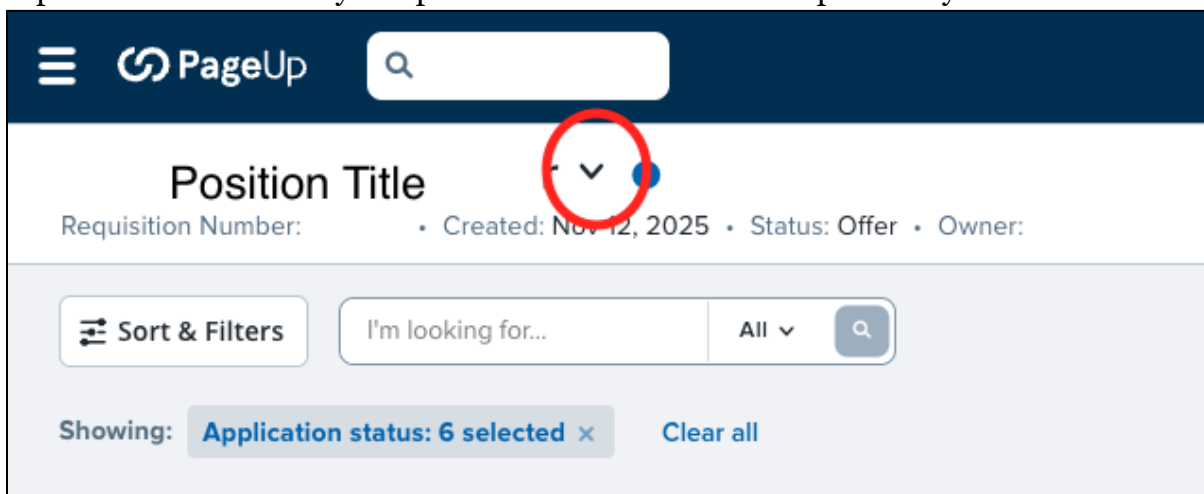 PageUp
Position Title
Requisition Number: • Created: Nov 12, 2025 • Status: Offer • Owner:
Sort & Filters
I'm looking for...
All
Showing: Application status: 6 selected × Clear all